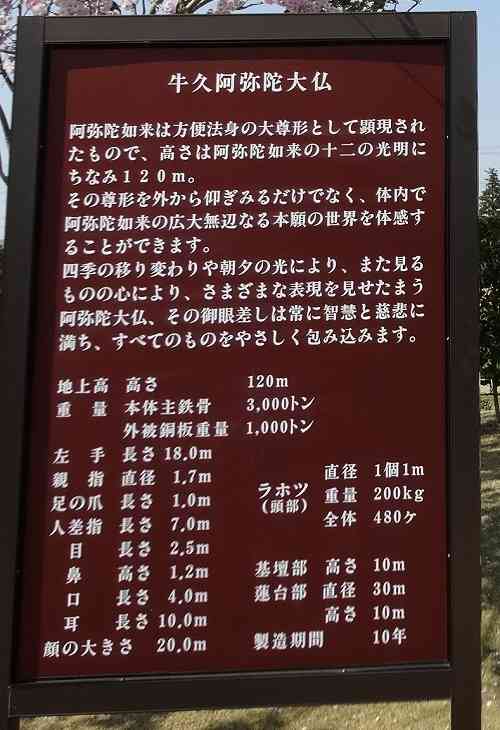 牛久阿弥陀大仏
阿弥陀如来は方便法身の大尊形として顕現され
たもので、高さは阿弥陀如来の十二の光明に
ちなみ120m。
その尊形を外から仰ぎみるだけでなく、体内で
阿弥陀如来の広大無辺なる本願の世界を体感す
ることができます。
四季の移り変わりや朝夕の光により、また見る
ものの心により、さまざまな表現を見せたまう
阿弥陀大仏、その御眼差しは常に智慧と慈悲に
満ち、すべてのものをやさしく包み込みます。
地上高 高さ 120m
重 量 本体主鉄骨 3,000トン
外被銅板重量 1,000トン
左 手 長さ 18.0m
親 指 直径 1.7m
足の爪 長さ 1.0m
人差指 長さ 7.0m
目 長さ 2.5m
鼻 高さ 1.2m
口 長さ 4.0m
耳 長さ 10.0m
顔の大きさ 20.0m
ラホツ(頭部) 直径 1個1m
重量 200kg
全体 480ケ
基壇部 高さ 10m
蓮台部 直径 30m
高さ 10m
製造期間 10年